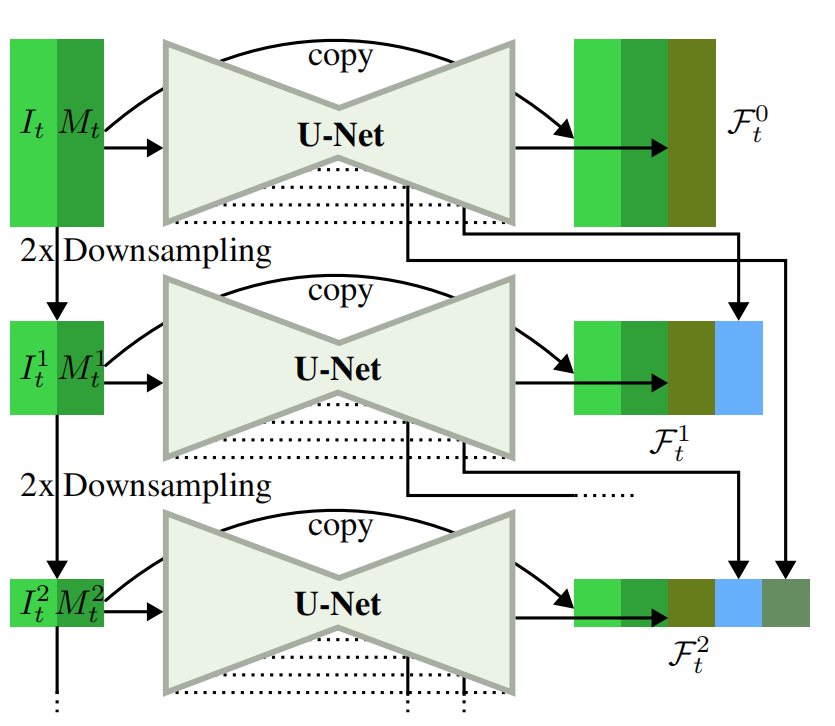 copy
I_t M_t
U-Net
\mathcal{F}_t^0
2x Downsampling
copy
I_t^1 M_t^1
U-Net
\mathcal{F}_t^1
2x Downsampling
copy
I_t^2 M_t^2
U-Net
\mathcal{F}_t^2